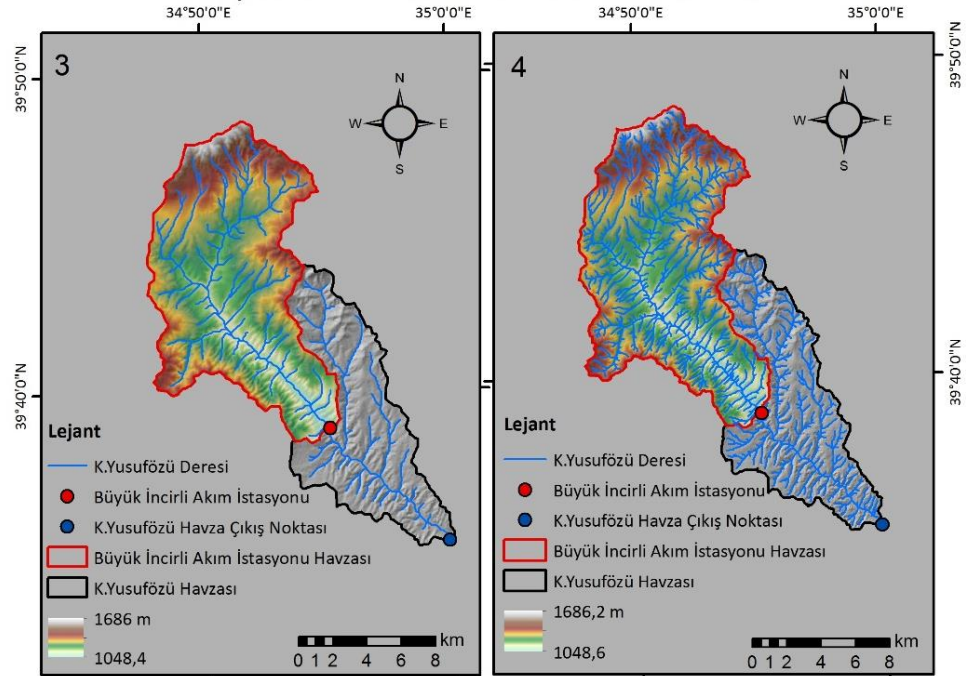 34°50'0"E
35°0'0"E
34°50'0"E
35°0'0"E
39°50'0"N
39°40'0"N
3
N
W
E
S
Lejant
K.Yusufözü Deresi
Büyük İncirli Akım İstasyonu
K.Yusufözü Havza Çıkış Noktası
Büyük İncirli Akım İstasyonu Havzası
K.Yusufözü Havzası
1686 m
1048,4
km
0 1 2 4 6 8
4
N
W
E
S
Lejant
K.Yusufözü Deresi
Büyük İncirli Akım İstasyonu
K.Yusufözü Havza Çıkış Noktası
Büyük İncirli Akım İstasyonu Havzası
K.Yusufözü Havzası
1686,2 m
1048,6
km
0 1 2 4 6 8
39°50'0"N
39°40'0"N